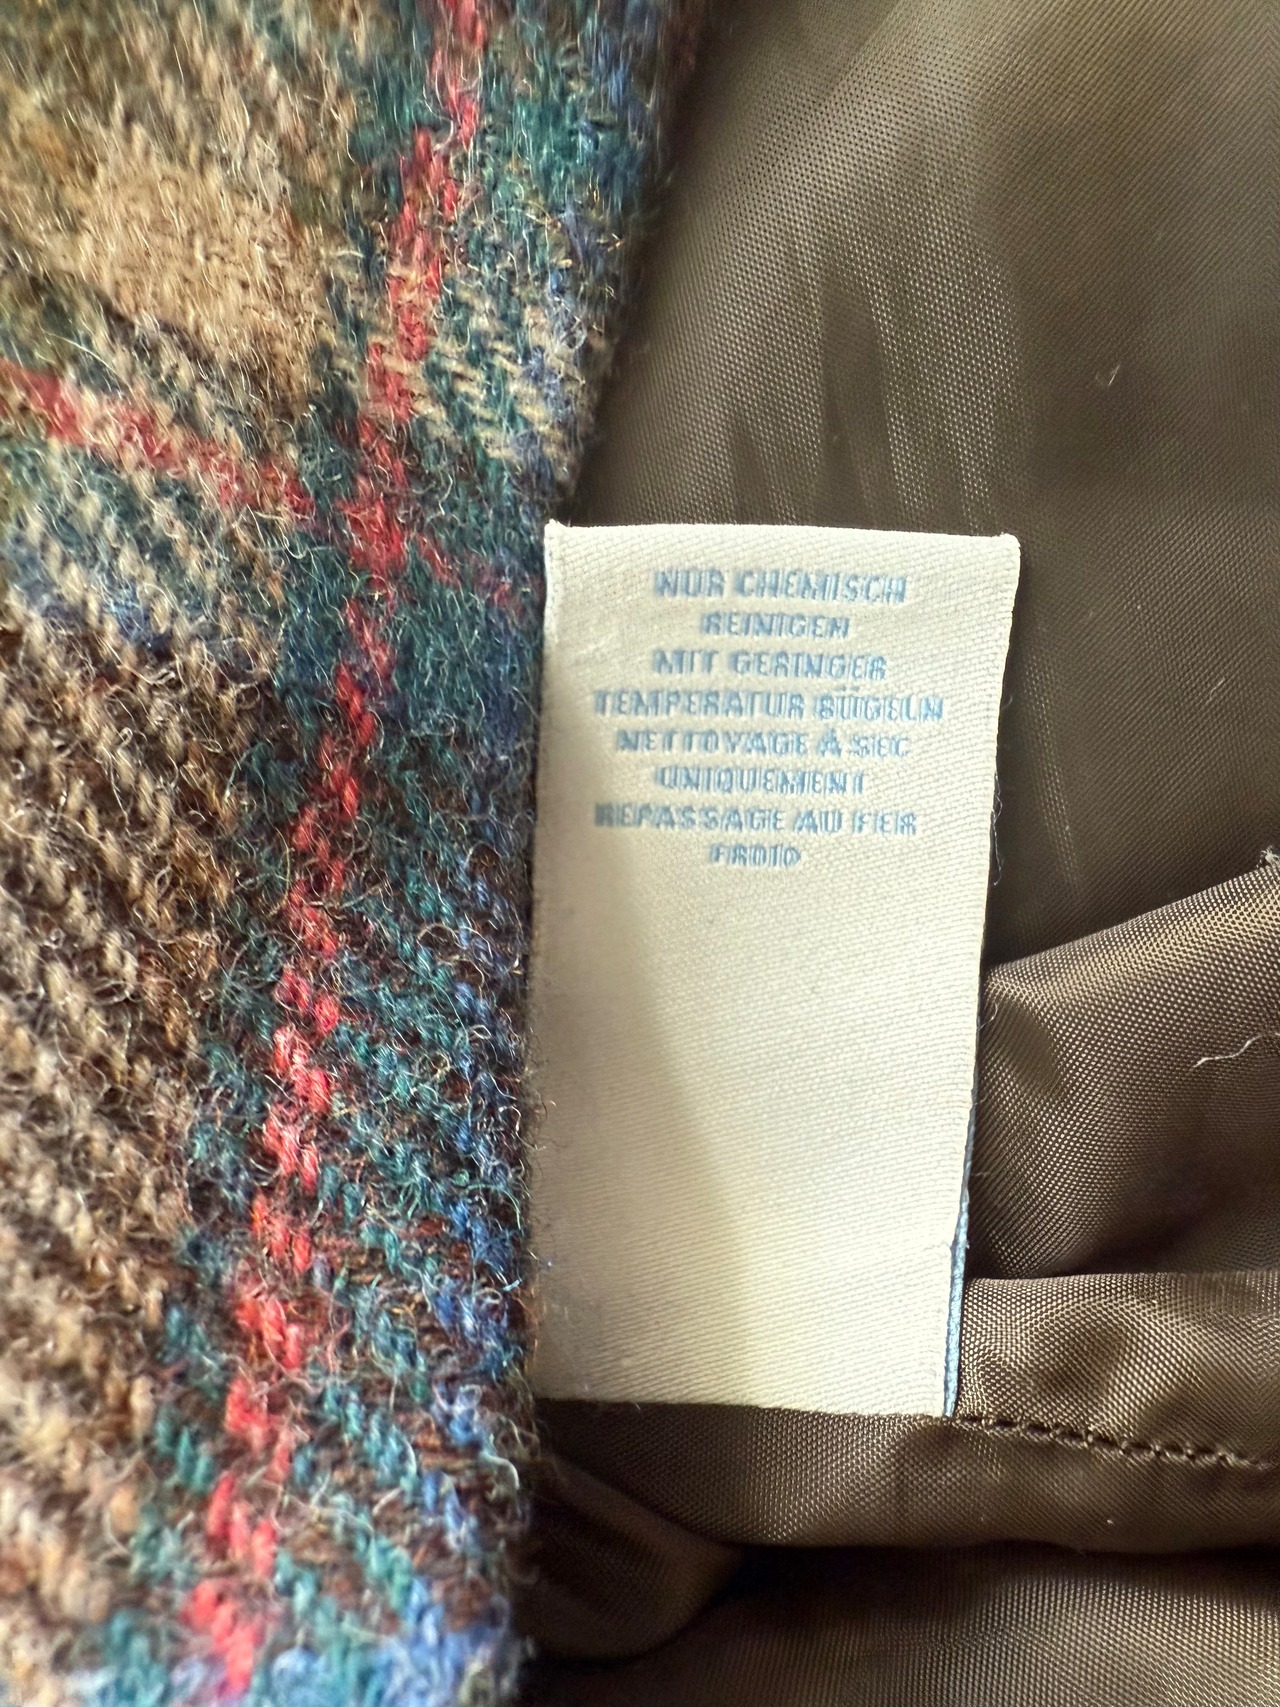 NUR CHEMISCH
REINIGEN
MIT GERINGER
TEMPERATUR BÜGELN
NETTOYAGE À SEC
UNIQUEMENT
REPASSAGE AU FER
FROID